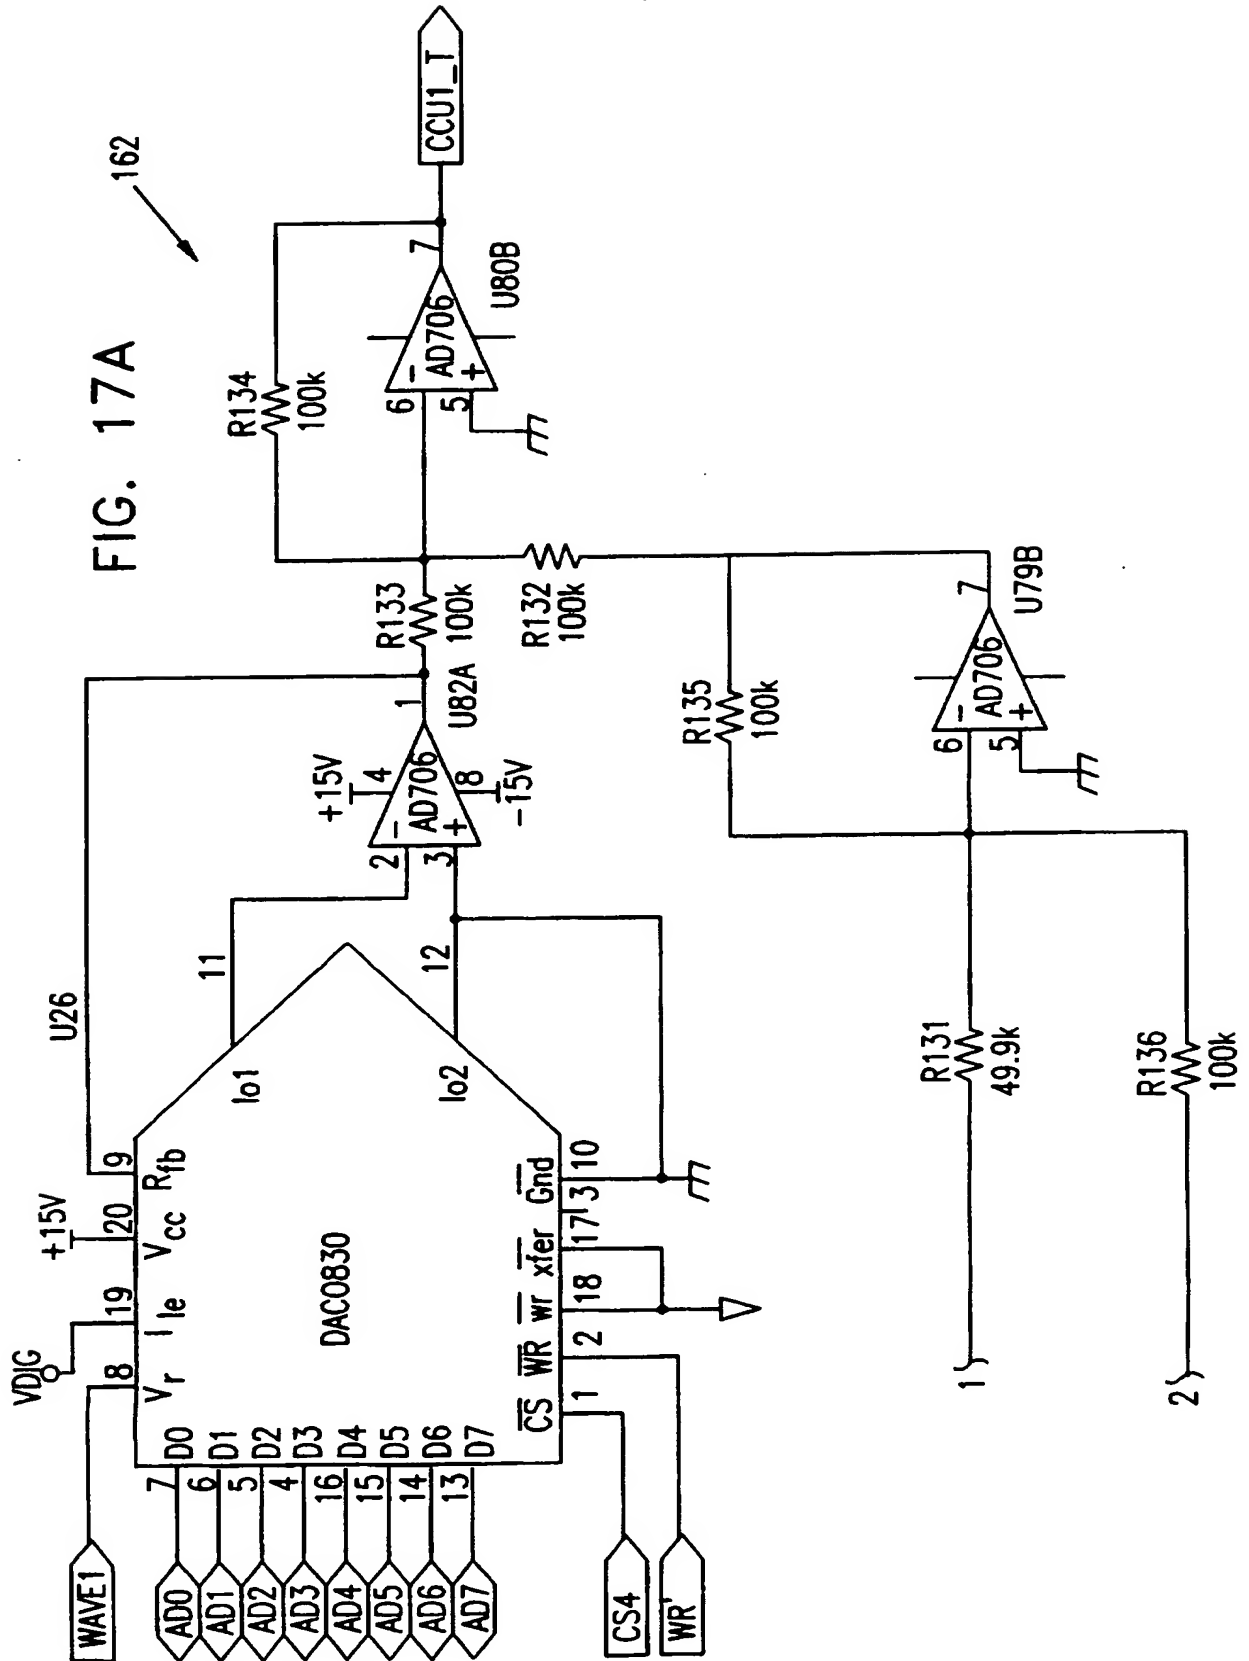 FIG. 17A
162
WAVE1
VDIG
+15V
U26
8
19
20
9
Vr
Ile
Vcc
Rfb
AD0
AD1
AD2
AD3
AD4
AD5
AD6
AD7
7
6
5
4
16
15
14
13
D0
D1
D2
D3
D4
D5
D6
D7
DAC0830
Io1
Io2
11
12
CS
WR
wr
xfer
Gnd
1
2
18
17
3
10
CS4
WR'
+15V
4
2
-
3
+
AD706
8
-15V
1
U82A
R133
100k
R134
100k
6
-
5
+
AD706
7
U80B
CCU1_T
R132
100k
R135
100k
6
-
5
+
AD706
7
U79B
R131
49.9k
R136
100k
1
2